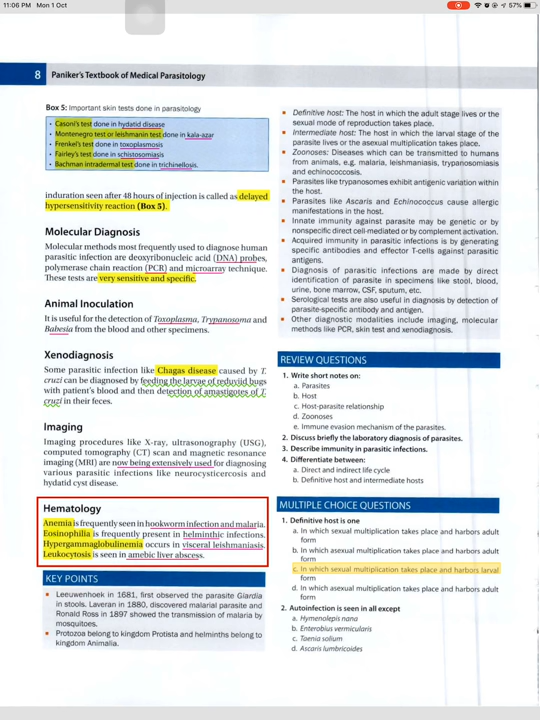 11:06 PM Mon 1 Oct
57%
8 Paniker's Textbook of Medical Parasitology
Box 5: Important skin tests done in parasitology
• Casoni's test done in hydatid disease
• Montenegro test or leishmanin test done in kala-azar
• Frenkel's test done in toxoplasmosis
• Fairley's test done in schistosomiasis
• Bachman intradermal test done in trichinellosis.
induration seen after 48 hours of injection is called as delayed
hypersensitivity reaction (Box 5).
Molecular Diagnosis
Molecular methods most frequently used to diagnose human
parasitic infection are deoxyribonucleic acid (DNA) probes,
polymerase chain reaction (PCR) and microarray technique.
These tests are very sensitive and specific.
Animal Inoculation
It is useful for the detection of Toxoplasma, Trypanosoma and
Babesia from the blood and other specimens.
Xenodiagnosis
Some parasitic infection like Chagas disease caused by T.
cruzi can be diagnosed by feeding the larvae of reduviid bugs
with patient's blood and then detection of amastigotes of T.
cruzi in their feces.
Imaging
Imaging procedures like X-ray, ultrasonography (USG),
computed tomography (CT) scan and magnetic resonance
imaging (MRI) are now being extensively used for diagnosing
various parasitic infections like neurocysticercosis and
hydatid cyst disease.
Hematology
Anemia is frequently seen in hookworm infection and malaria.
Eosinophilia is frequently present in helminthic infections.
Hypergammaglobulinemia occurs in visceral leishmaniasis.
Leukocytosis is seen in amebic liver abscess.
KEY POINTS
• Leeuwenhoek in 1681, first observed the parasite Giardia
in stools. Laveran in 1880, discovered malarial parasite and
Ronald Ross in 1897 showed the transmission of malaria by
mosquitoes.
• Protozoa belong to kingdom Protista and helminths belong to
kingdom Animalia.
• Definitive host: The host in which the adult stage lives or the
sexual mode of reproduction takes place.
• Intermediate host: The host in which the larval stage of the
parasite lives or the asexual multiplication takes place.
• Zoonoses: Diseases which can be transmitted to humans
from animals, e.g. malaria, leishmaniasis, trypanosomiasis
and echinococcosis.
• Parasites like trypanosomes exhibit antigenic variation within
the host.
• Parasites like Ascaris and Echinococcus cause allergic
manifestations in the host.
• Innate immunity against parasite may be genetic or by
nonspecific direct cell-mediated or by complement activation.
• Acquired immunity in parasitic infections is by generating
specific antibodies and effector T-cells against parasitic
antigens.
• Diagnosis of parasitic infections are made by direct
identification of parasite in specimens like stool, blood,
urine, bone marrow, CSF, sputum, etc.
• Serological tests are also useful in diagnosis by detection of
parasite-specific antibody and antigen.
• Other diagnostic modalities include imaging, molecular
methods like PCR, skin test and xenodiagnosis.
REVIEW QUESTIONS
1. Write short notes on:
a. Parasites
b. Host
c. Host-parasite relationship
d. Zoonoses
e. Immune evasion mechanism of the parasites.
2. Discuss briefly the laboratory diagnosis of parasites.
3. Describe immunity in parasitic infections.
4. Differentiate between:
a. Direct and indirect life cycle
b. Definitive host and intermediate hosts
MULTIPLE CHOICE QUESTIONS
1. Definitive host is one
a. In which sexual multiplication takes place and harbors adult
form
b. In which asexual multiplication takes place and harbors adult
form
c. In which sexual multiplication takes place and harbors larval
form
d. In which asexual multiplication takes place and harbors adult
form
2. Autoinfection is seen in all except
a. Hymenolepis nana
b. Enterobius vermicularis
c. Taenia solium
d. Ascaris lumbricoides